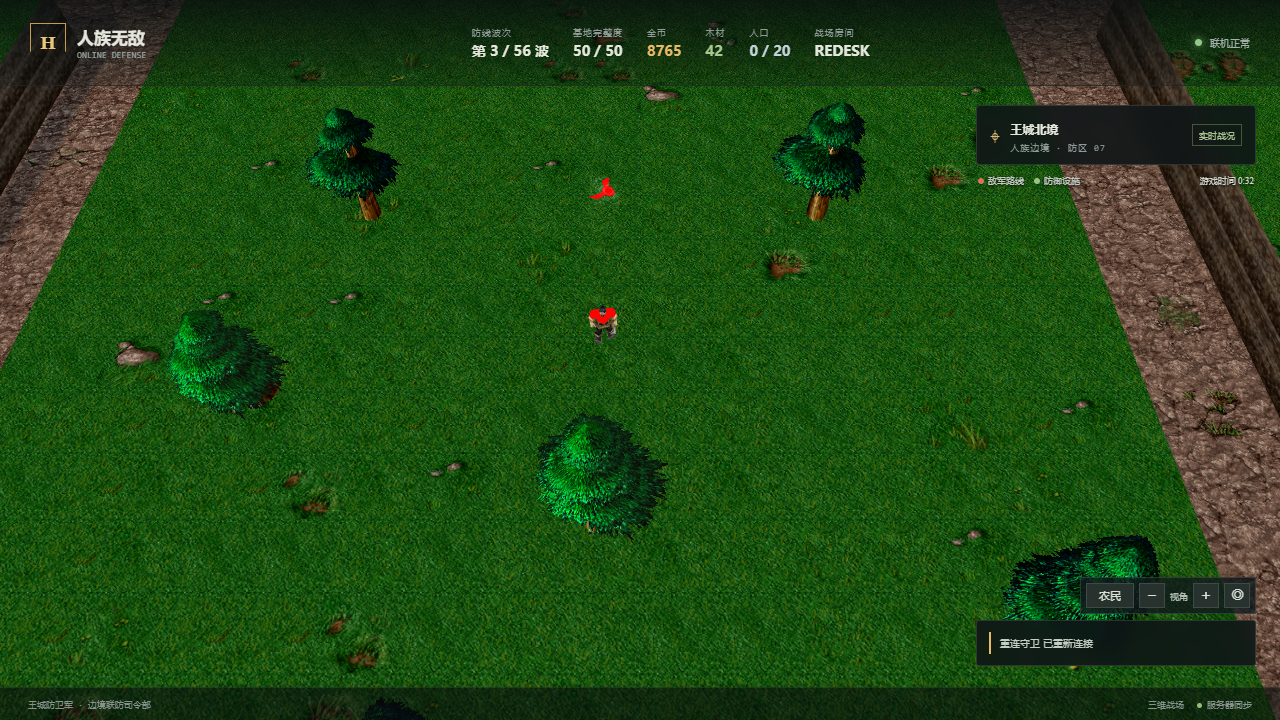 H
人族无敌
ONLINE DEFENSE
防线波次
第 3 / 56 波
基地完整度
50 / 50
金币
8765
木材
42
人口
0 / 20
战场房间
REDESK
联机正常
王城北境
人族边境 · 防区 07
实时战况
敌军路线
防御设施
游戏时间 0:32
农民
−
视角
+
重连守卫 已重新连接
王城防卫军 · 边境联防司令部
三维战场
服务器同步